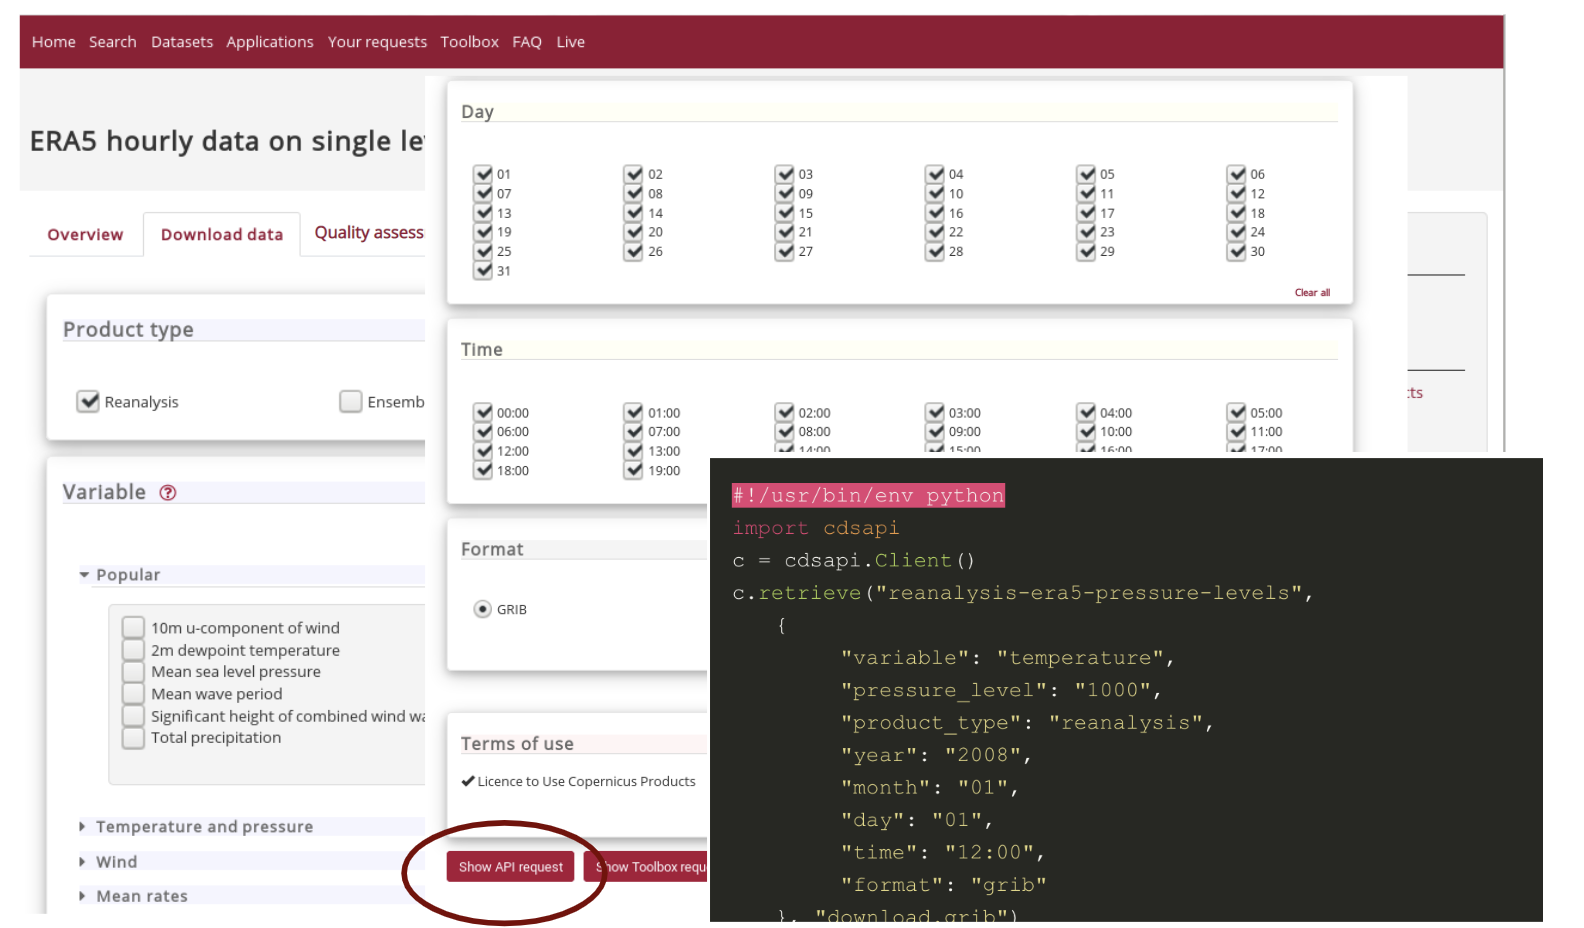 Home Search Datasets Applications Your requests Toolbox FAQ Live
ERA5 hourly data on single le
Overview Download data Quality assess
Product type
Reanalysis Ensemb
Variable ?
Popular
10m u-component of wind
2m dewpoint temperature
Mean sea level pressure
Mean wave period
Significant height of combined wind wa
Total precipitation
Temperature and pressure
Wind
Mean rates
Day
01 02 03 04 05 06
07 08 09 10 11 12
13 14 15 16 17 18
19 20 21 22 23 24
25 26 27 28 29 30
31
Clear all
Time
00:00 01:00 02:00 03:00 04:00 05:00
06:00 07:00 08:00 09:00 10:00 11:00
12:00 13:00 14:00 15:00 16:00 17:00
18:00 19:00
Format
GRIB
Terms of use
Licence to Use Copernicus Products
Show API request Show Toolbox requ
cts
#!/usr/bin/env python
import cdsapi
c = cdsapi.Client()
c.retrieve("reanalysis-era5-pressure-levels",
{
"variable": "temperature",
"pressure_level": "1000",
"product_type": "reanalysis",
"year": "2008",
"month": "01",
"day": "01",
"time": "12:00",
"format": "grib"
}, "download.grib")